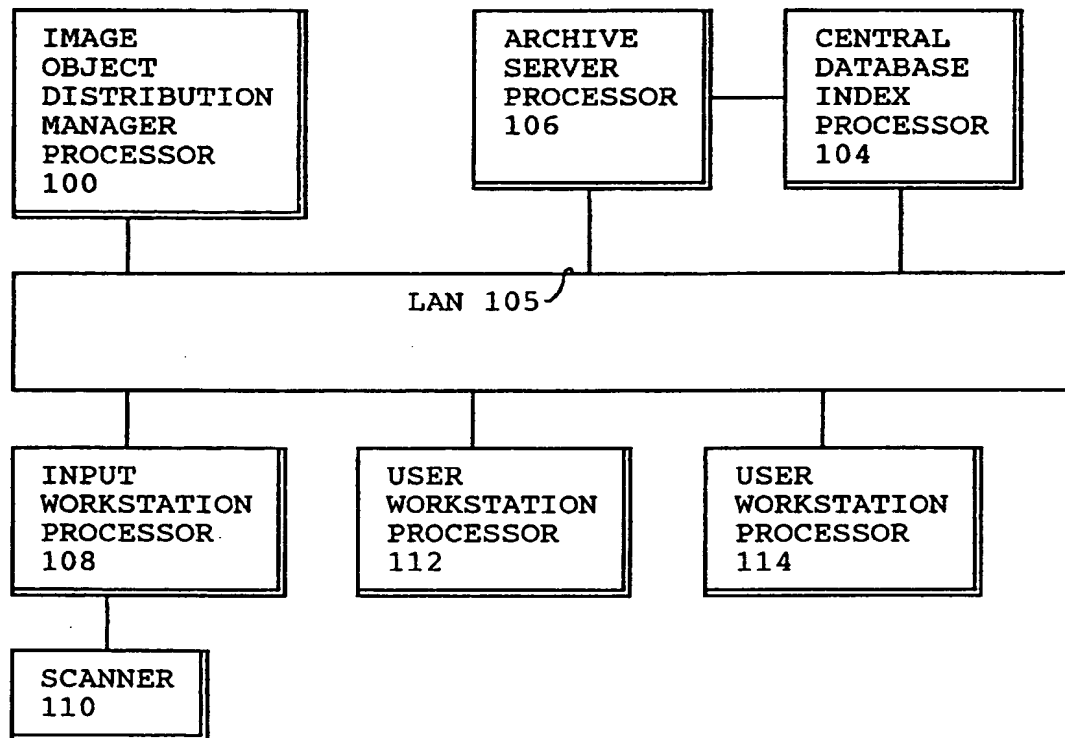 IMAGE
OBJECT
DISTRIBUTION
MANAGER
PROCESSOR
100
ARCHIVE
SERVER
PROCESSOR
106
CENTRAL
DATABASE
INDEX
PROCESSOR
104
LAN 105
INPUT
WORKSTATION
PROCESSOR
108
USER
WORKSTATION
PROCESSOR
112
USER
WORKSTATION
PROCESSOR
114
SCANNER
110